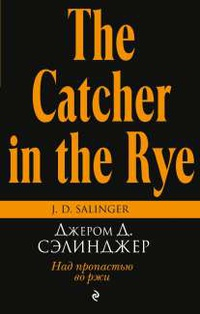 The
Catcher
in the Rye
J. D. SALINGER
ДЖЕРОМ Д.
СЭЛИНДЖЕР
Над пропастью
во ржи